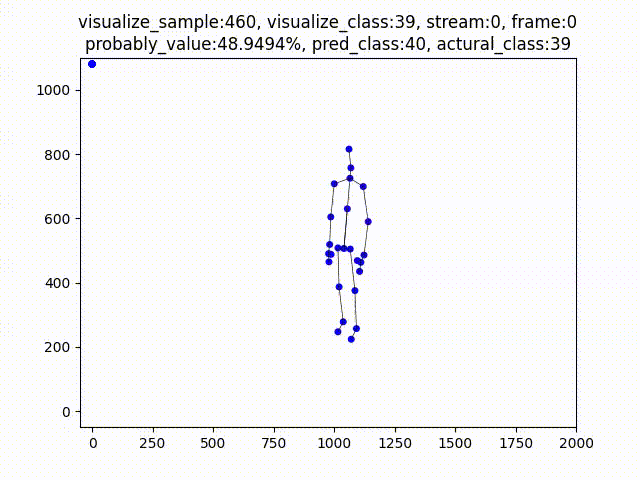 visualize_sample:460, visualize_class:39, stream:0, frame:0
probably_value:48.9494%, pred_class:40, actural_class:39
1000
800
600
400
200
0
0 250 500 750 1000 1250 1500 1750 2000